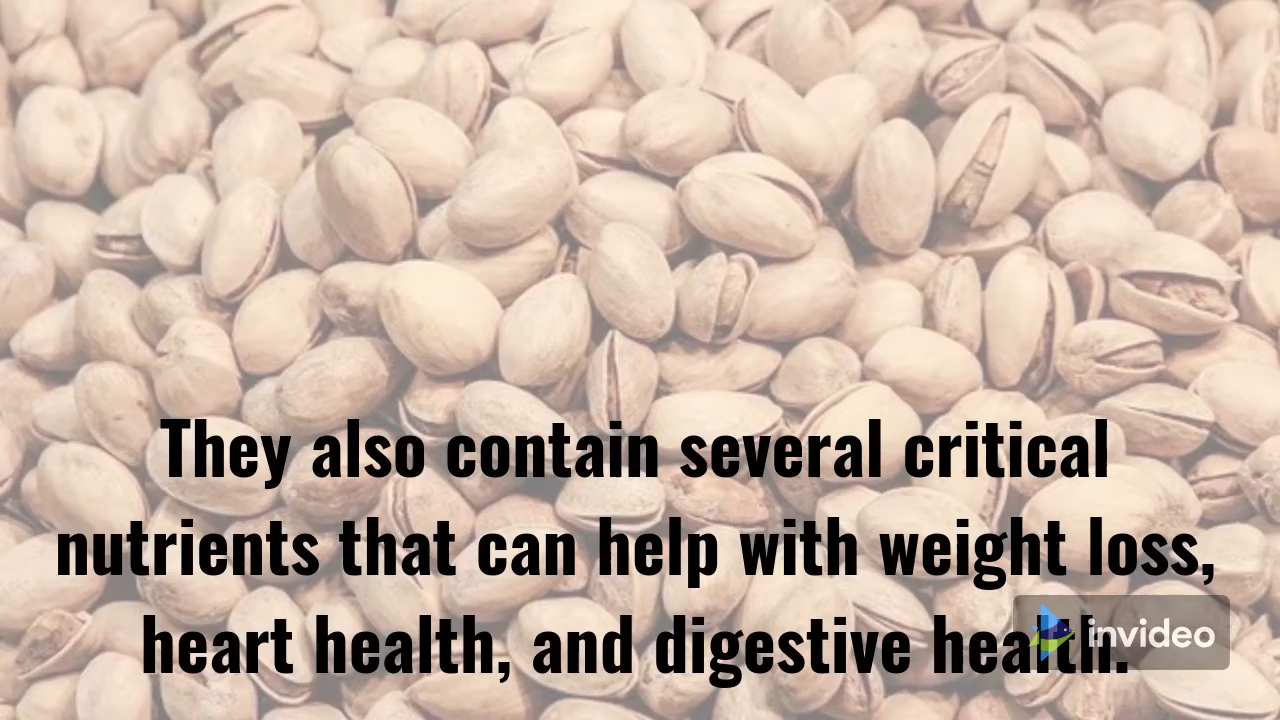 They also contain several critical
nutrients that can help with weight loss,
heart health, and digestive health.
invideo